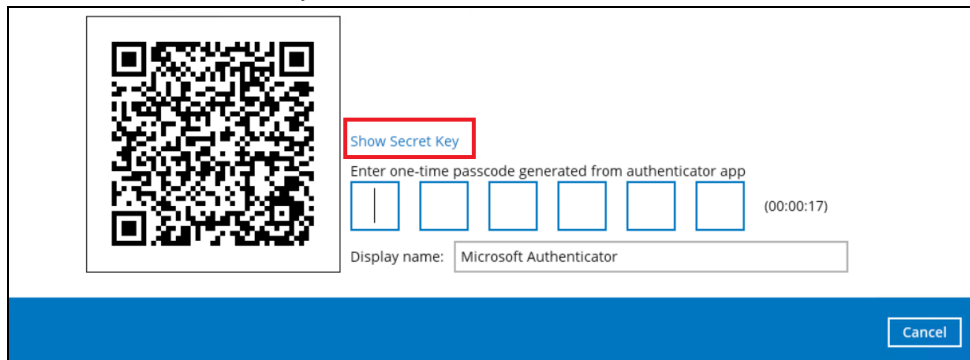 Show Secret Key
Enter one-time passcode generated from authenticator app
(00:00:17)
Display name: Microsoft Authenticator
Cancel